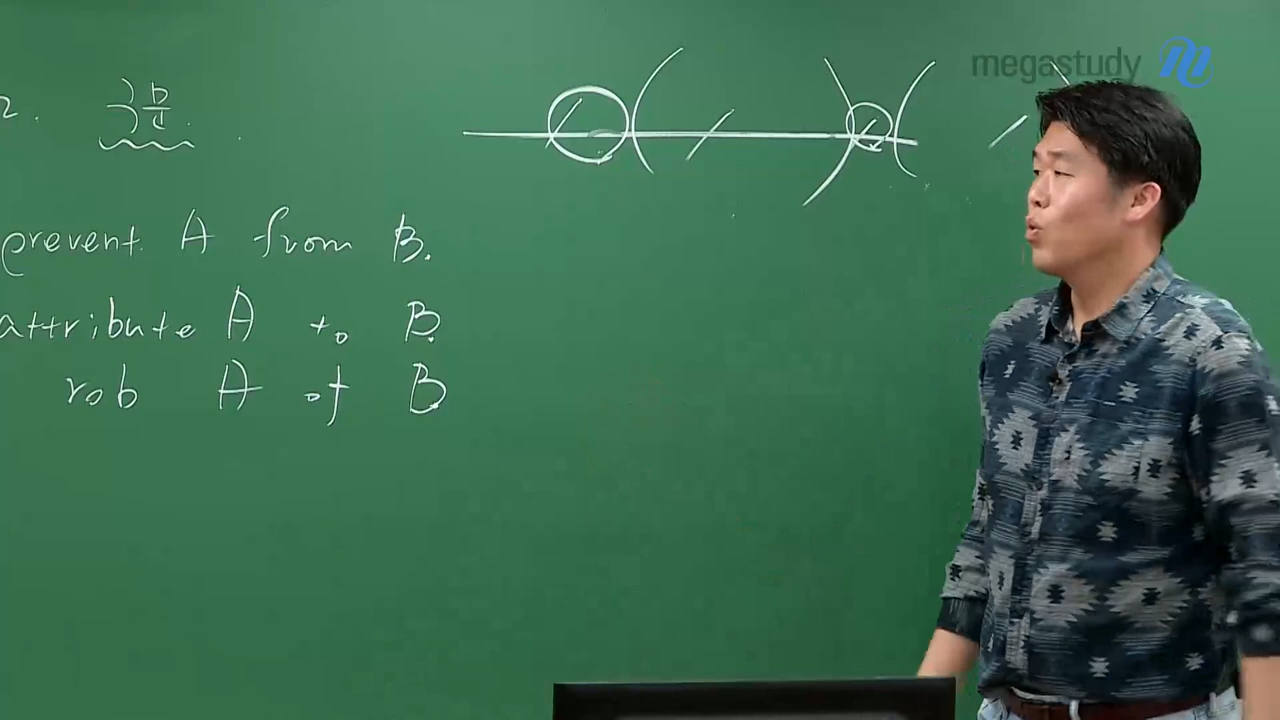 megastudy
2. 구문.
prevent A from B.
attribute A to B.
rob A of B